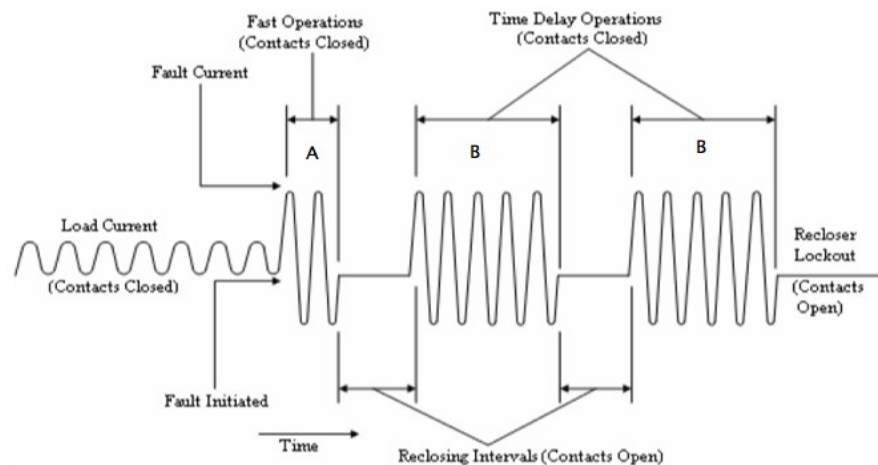 Fast Operations
(Contacts Closed)
Time Delay Operations
(Contacts Closed)
Fault Current
A
B
B
Load Current
(Contacts Closed)
Recloser
Lockout
(Contacts
Open)
Fault Initiated
Time
Reclosing Intervals (Contacts Open)